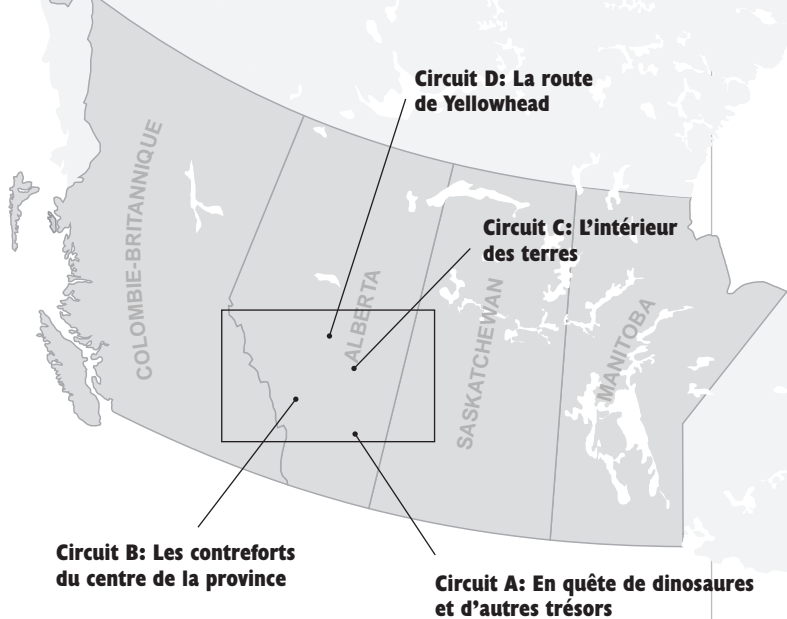 Circuit D: La route
de Yellowhead
COLOMBIE-BRITANNIQUE
Circuit C: L'intérieur
des terres
ALBERTA
SASKATCHEWAN
MANITOBA
Circuit B: Les contreforts
du centre de la province
Circuit A: En quête de dinosaures
et d'autres trésors